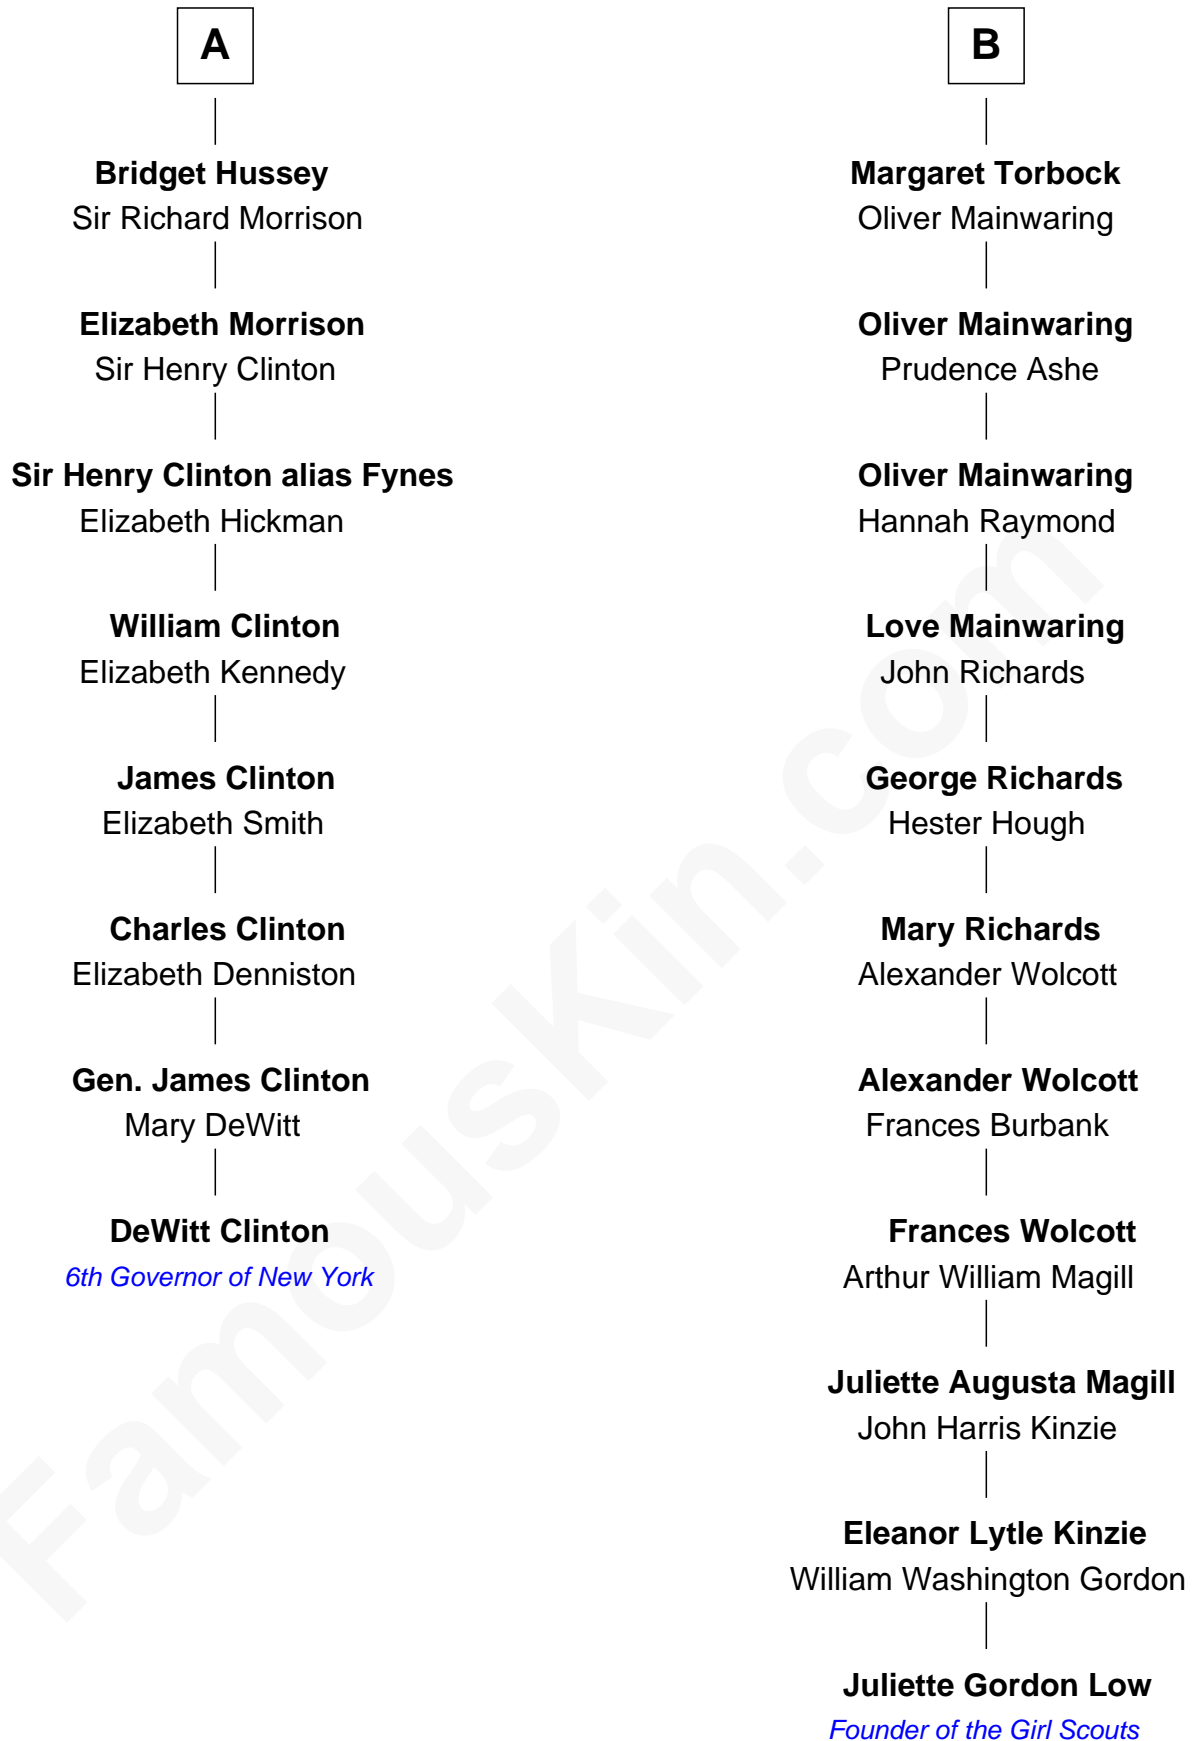 A
Bridget Hussey
Sir Richard Morrison
Elizabeth Morrison
Sir Henry Clinton
Sir Henry Clinton alias Fynes
Elizabeth Hickman
William Clinton
Elizabeth Kennedy
James Clinton
Elizabeth Smith
Charles Clinton
Elizabeth Denniston
Gen. James Clinton
Mary DeWitt
DeWitt Clinton
6th Governor of New York
B
Margaret Torbock
Oliver Mainwaring
Oliver Mainwaring
Prudence Ashe
Oliver Mainwaring
Hannah Raymond
Love Mainwaring
John Richards
George Richards
Hester Hough
Mary Richards
Alexander Wolcott
Alexander Wolcott
Frances Burbank
Frances Wolcott
Arthur William Magill
Juliette Augusta Magill
John Harris Kinzie
Eleanor Lytle Kinzie
William Washington Gordon
Juliette Gordon Low
Founder of the Girl Scouts
FamousKin.com